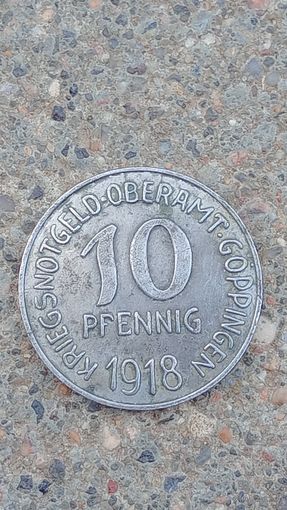 KRIEGSNOTGELD·OBERAMT·GÖPPINGEN
10
PFENNIG
1918